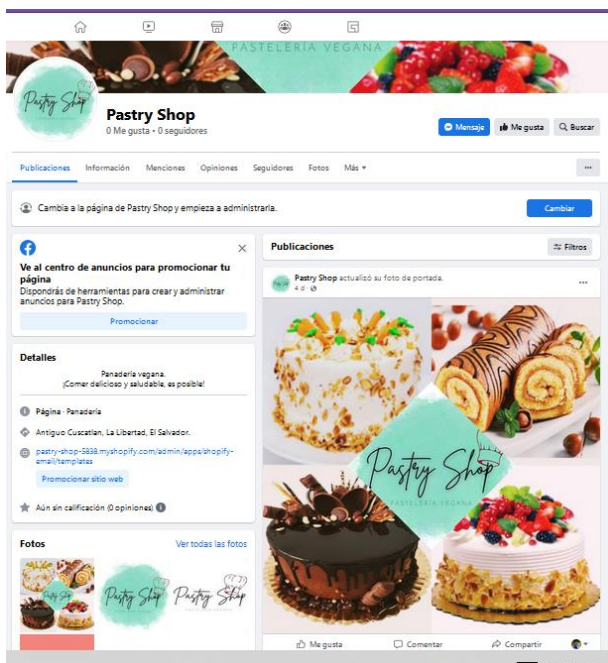 PASTELERÍA VEGANA
Pastry Shop
Pastry Shop
0 Me gusta • 0 seguidores
Mensaje
Me gusta
Buscar
Publicaciones Información Menciones Opiniones Seguidores Fotos Más
Cambia a la página de Pastry Shop y empieza a administrarla.
Cambiar
Ve al centro de anuncios para promocionar tu
página
Dispondrás de herramientas para crear y administrar
anuncios para Pastry Shop.
Promocionar
Detalles
Panadería vegana.
¡Comer delicioso y saludable, es posible!
Página · Panadería
Antiguo Cuscatlan, La Libertad, El Salvador.
pastry-shop-5838.myshopify.com/admin/apps/shopify-
email/templates
Promocionar sitio web
Aún sin calificación (0 opiniones)
Fotos
Ver todas las fotos
Pastry Shop
Pastry Shop
Publicaciones
Filtros
Pastry Shop actualizó su foto de portada.
4 d
Pastry Shop
PASTELERÍA VEGANA
Me gusta
Comentar
Compartir